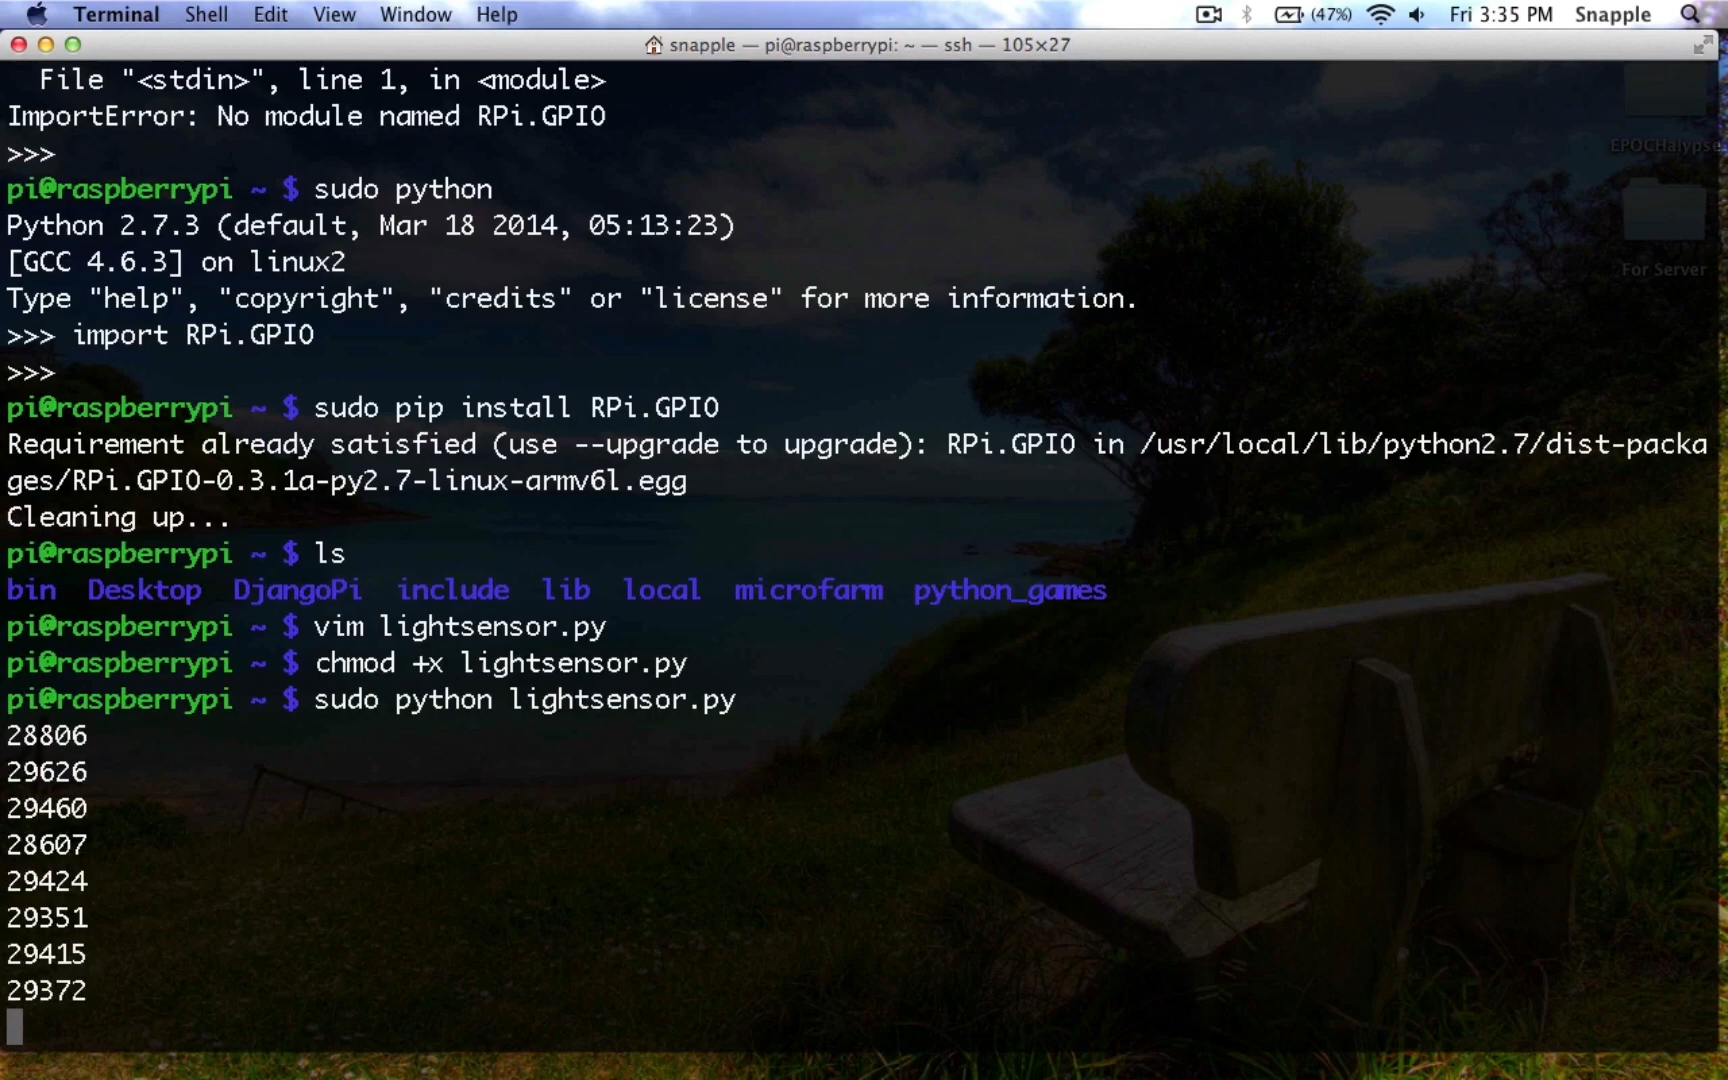 Terminal Shell Edit View Window Help (47%) Fri 3:35 PM Snapple
snapple — pi@raspberrypi: ~ — ssh — 105×27
File "<stdin>", line 1, in <module>
ImportError: No module named RPi.GPIO
EPOCHalypse
>>>
pi@raspberrypi ~ $ sudo python
Python 2.7.3 (default, Mar 18 2014, 05:13:23)
[GCC 4.6.3] on linux2
For Server
Type "help", "copyright", "credits" or "license" for more information.
>>> import RPi.GPIO
>>>
pi@raspberrypi ~ $ sudo pip install RPi.GPIO
Requirement already satisfied (use --upgrade to upgrade): RPi.GPIO in /usr/local/lib/python2.7/dist-packa
ges/RPi.GPIO-0.3.1a-py2.7-linux-armv6l.egg
Cleaning up...
pi@raspberrypi ~ $ ls
bin Desktop DjangoPi include lib local microfarm python_games
pi@raspberrypi ~ $ vim lightsensor.py
pi@raspberrypi ~ $ chmod +x lightsensor.py
pi@raspberrypi ~ $ sudo python lightsensor.py
28806
29626
29460
28607
29424
29351
29415
29372